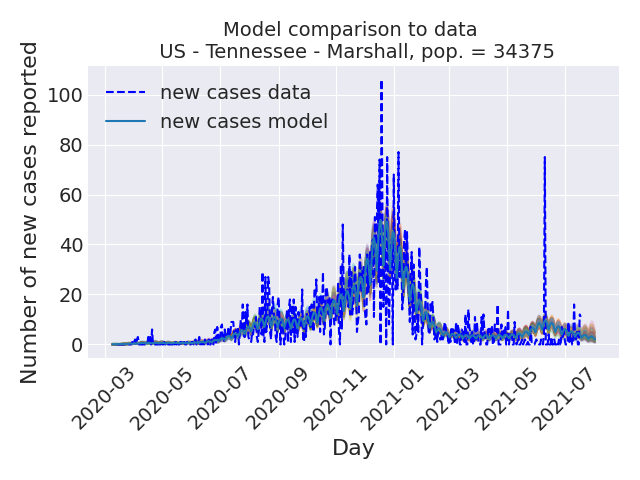 Model comparison to data
US - Tennessee - Marshall, pop. = 34375
Number of new cases reported
100
80
60
40
20
0
new cases data
new cases model
2020-03
2020-05
2020-07
2020-09
2020-11
2021-01
2021-03
2021-05
2021-07
Day